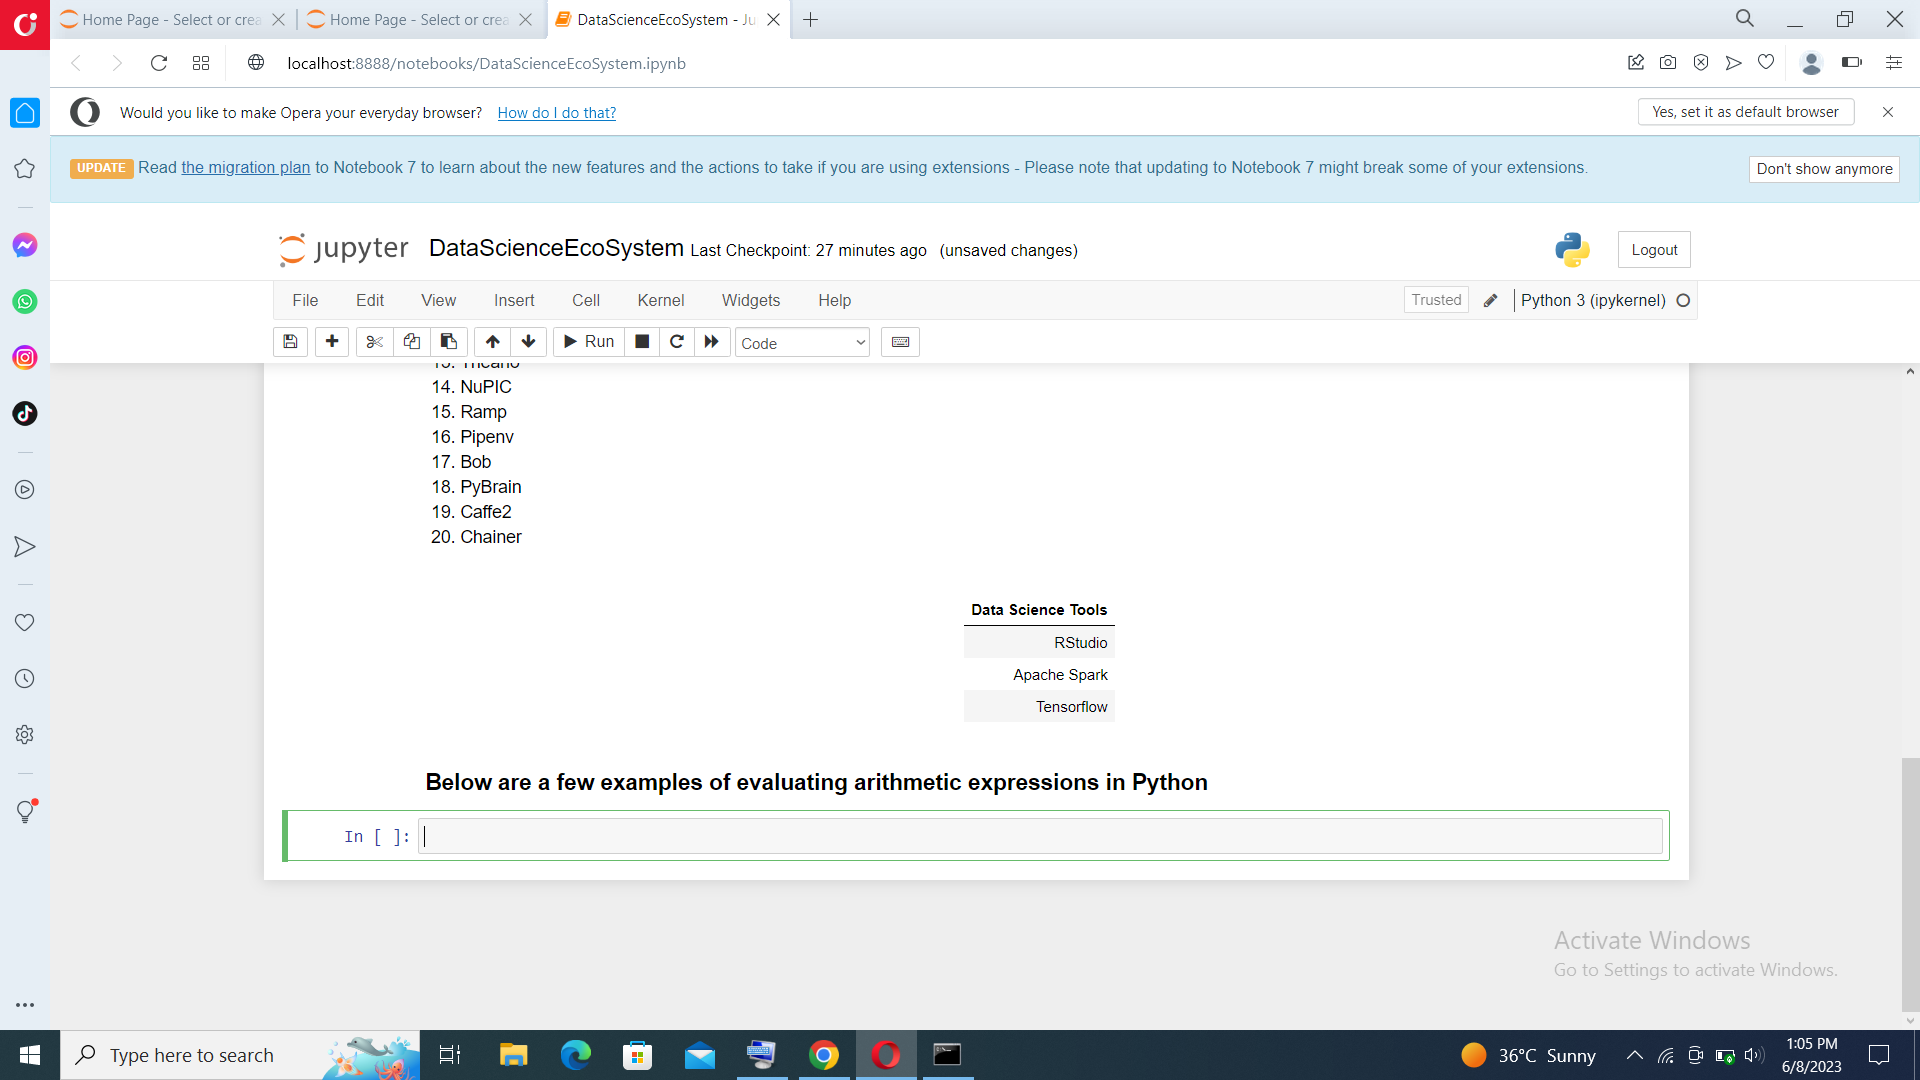 Home Page - Select or crea
Home Page - Select or crea
DataScienceEcoSystem - Ju
localhost:8888/notebooks/DataScienceEcoSystem.ipynb
Would you like to make Opera your everyday browser? How do I do that?
Yes, set it as default browser
UPDATE Read the migration plan to Notebook 7 to learn about the new features and the actions to take if you are using extensions - Please note that updating to Notebook 7 might break some of your extensions.
Don't show anymore
jupyter DataScienceEcoSystem Last Checkpoint: 27 minutes ago (unsaved changes)
Logout
File Edit View Insert Cell Kernel Widgets Help
Trusted Python 3 (ipykernel)
Run Code
14. NuPIC
15. Ramp
16. Pipenv
17. Bob
18. PyBrain
19. Caffe2
20. Chainer
Data Science Tools
RStudio
Apache Spark
Tensorflow
Below are a few examples of evaluating arithmetic expressions in Python
In [ ]:
Activate Windows
Go to Settings to activate Windows.
Type here to search
36°C Sunny
1:05 PM
6/8/2023